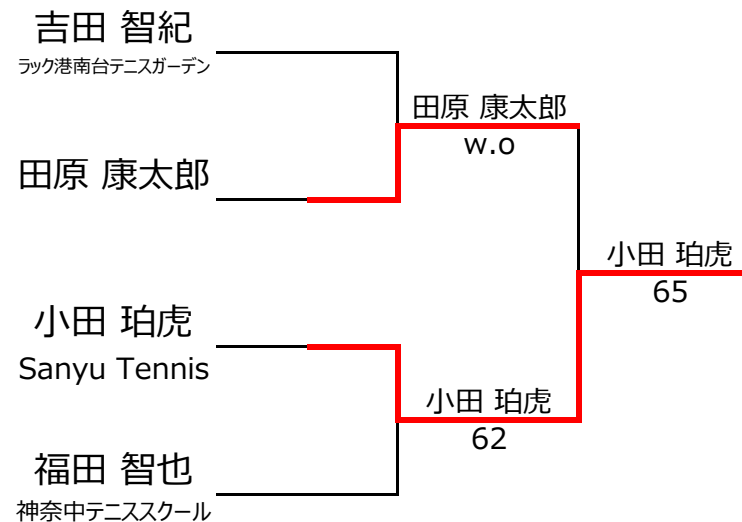 吉田 智紀
ラック港南台テニスガーデン
田原 康太郎
w.o
田原 康太郎
小田 珀虎
65
小田 珀虎
Sanyu Tennis
小田 珀虎
62
福田 智也
神奈中テニススクール